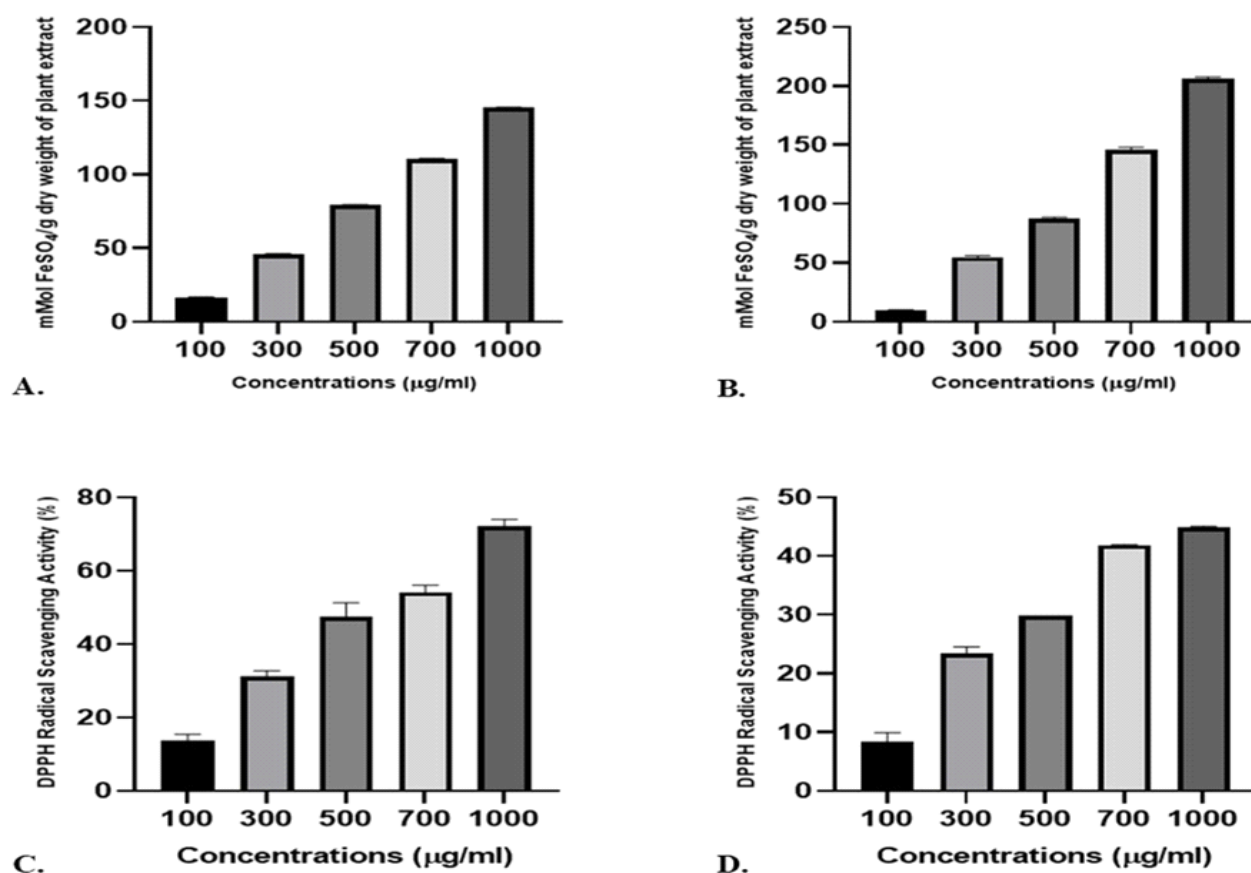 mMol FeSO₄/g dry weight of plant extract
200
150
100
50
0
100 300 500 700 1000
Concentrations (μg/ml)
A.
mMol FeSO₄/g dry weight of plant extract
250
200
150
100
50
0
100 300 500 700 1000
Concentrations (μg/ml)
B.
DPPH Radical Scavenging Activity (%)
80
60
40
20
0
100 300 500 700 1000
Concentrations (μg/ml)
C.
DPPH Radical Scavenging Activity (%)
50
40
30
20
10
0
100 300 500 700 1000
Concentrations (μg/ml)
D.